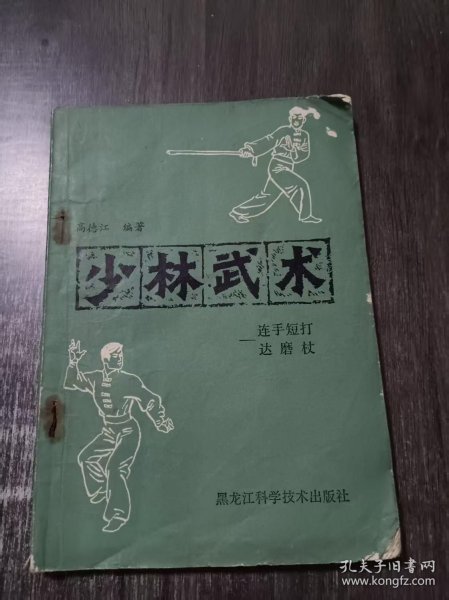 高德江 编著
少林武术
—连手短打
达磨杖
黑龙江科学技术出版社
孔夫子旧书网
www.kongfz.com